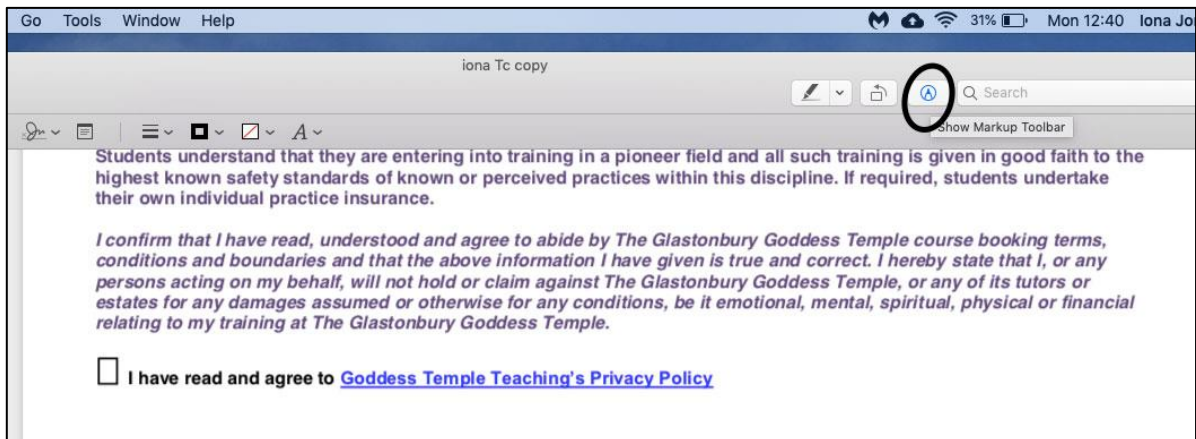 Go Tools Window Help 31% Mon 12:40 Iona Jo
iona Tc copy
Search
Show Markup Toolbar
A
Students understand that they are entering into training in a pioneer field and all such training is given in good faith to the
highest known safety standards of known or perceived practices within this discipline. If required, students undertake
their own individual practice insurance.
I confirm that I have read, understood and agree to abide by The Glastonbury Goddess Temple course booking terms,
conditions and boundaries and that the above information I have given is true and correct. I hereby state that I, or any
persons acting on my behalf, will not hold or claim against The Glastonbury Goddess Temple, or any of its tutors or
estates for any damages assumed or otherwise for any conditions, be it emotional, mental, spiritual, physical or financial
relating to my training at The Glastonbury Goddess Temple.
I have read and agree to Goddess Temple Teaching's Privacy Policy